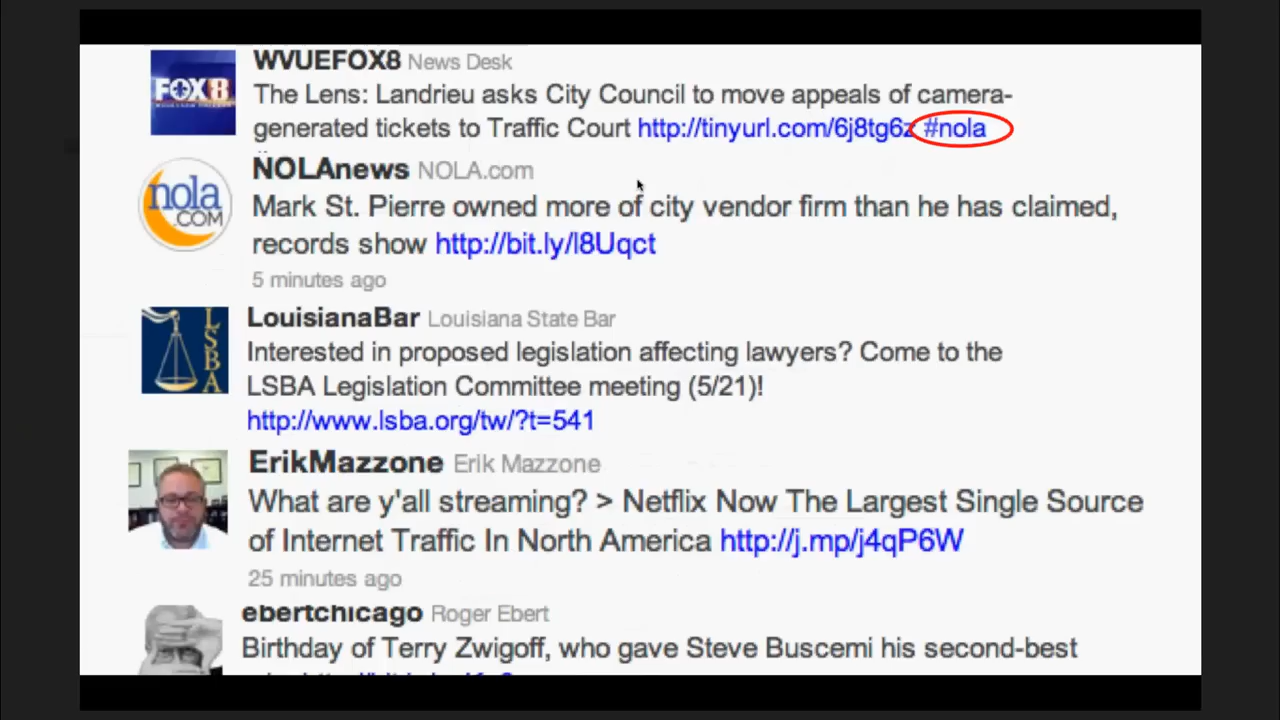 WVUEFOX8 News Desk
FOX8
The Lens: Landrieu asks City Council to move appeals of camera-
generated tickets to Traffic Court http://tinyurl.com/6j8tg6z #nola
NOLAnews NOLA.com
nola
.COM
Mark St. Pierre owned more of city vendor firm than he has claimed,
records show http://bit.ly/l8Uqct
5 minutes ago
LouisianaBar Louisiana State Bar
LSBA
Interested in proposed legislation affecting lawyers? Come to the
LSBA Legislation Committee meeting (5/21)!
http://www.lsba.org/tw/?t=541
ErikMazzone Erik Mazzone
What are y'all streaming? > Netflix Now The Largest Single Source
of Internet Traffic In North America http://j.mp/j4qP6W
25 minutes ago
ebertchicago Roger Ebert
Birthday of Terry Zwigoff, who gave Steve Buscemi his second-best